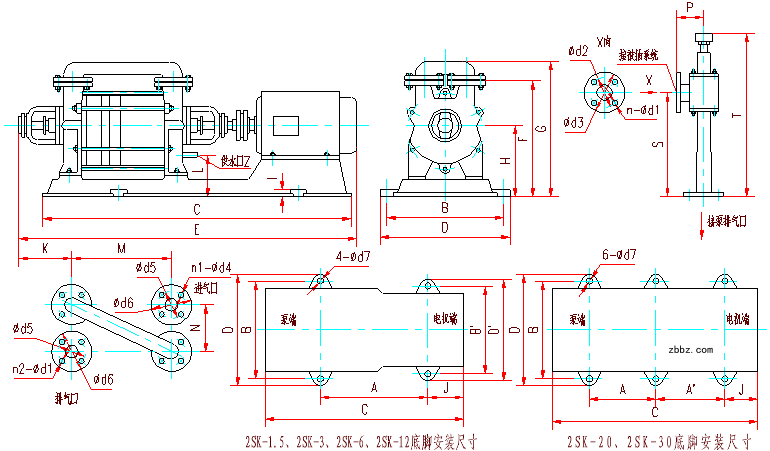 P
Ød2
X向
接被抽系统
X
n-Ød1
Ød3
S
T
接泵排气口
供水口Z
L
I
C
E
K
M
H
F
G
B
D
Ød5
n1-Ød4
进气口
Ød6
N
Ød5
n2-Ød1
Ød6
排气口
4-Ød7
泵端
电机端
D
B
B'
D'
A
J
C
2SK-1.5、2SK-3、2SK-6、2SK-12底脚安装尺寸
6-Ød7
泵端
电机端
zbbz.com
D
B
A
A'
J
C
2SK-20、2SK-30底脚安装尺寸